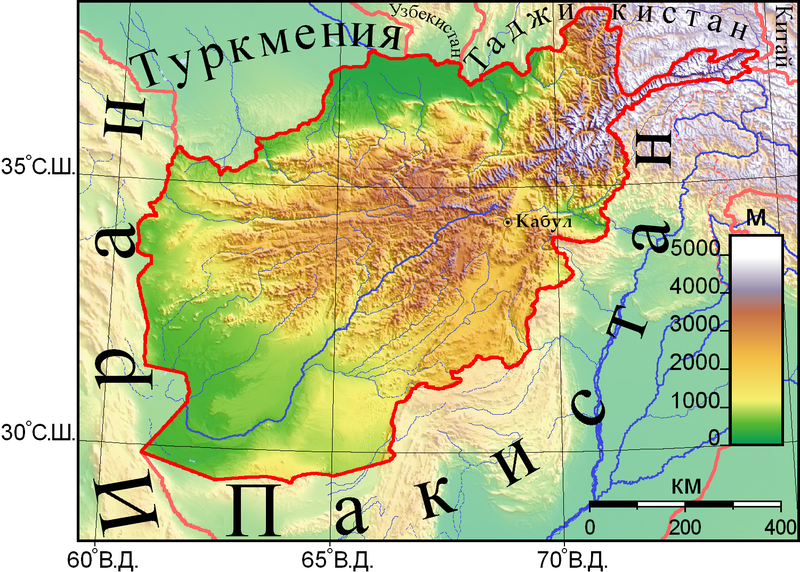 Узбекистан
Таджикистан
Китай
Туркмения
Иран
35°С.Ш.
Кабул
Пакистан
М
5000
4000
3000
2000
1000
0
30°С.Ш.
КМ
0 200 400
60°В.Д. 65°В.Д. 70°В.Д.